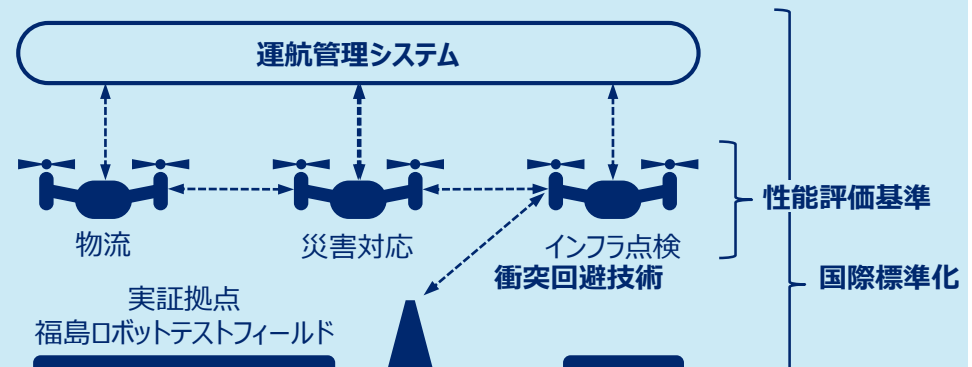 運航管理システム
性能評価基準
物流
災害対応
インフラ点検
衝突回避技術
国際標準化
実証拠点
福島ロボットテストフィールド